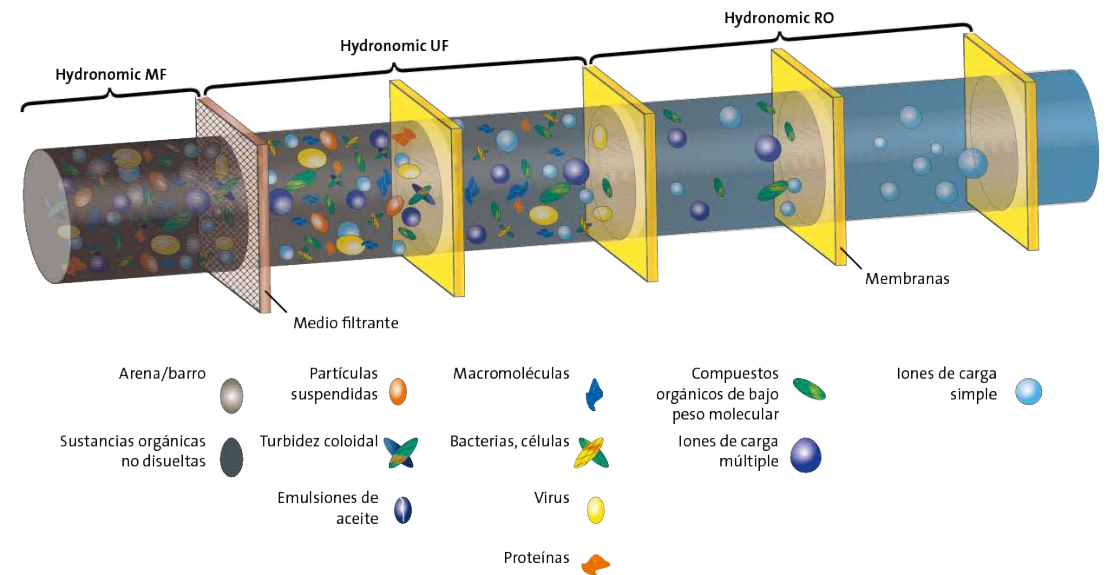 Hydronomic RO
Hydronomic UF
Hydronomic MF
Membranas
Medio filtrante
Arena/barro
Partículas
suspendidas
Macromoléculas
Compuestos
orgánicos de bajo
peso molecular
Iones de carga
simple
Sustancias orgánicas
no disueltas
Turbidez coloidal
Bacterias, células
Iones de carga
múltiple
Emulsiones de
aceite
Virus
Proteínas